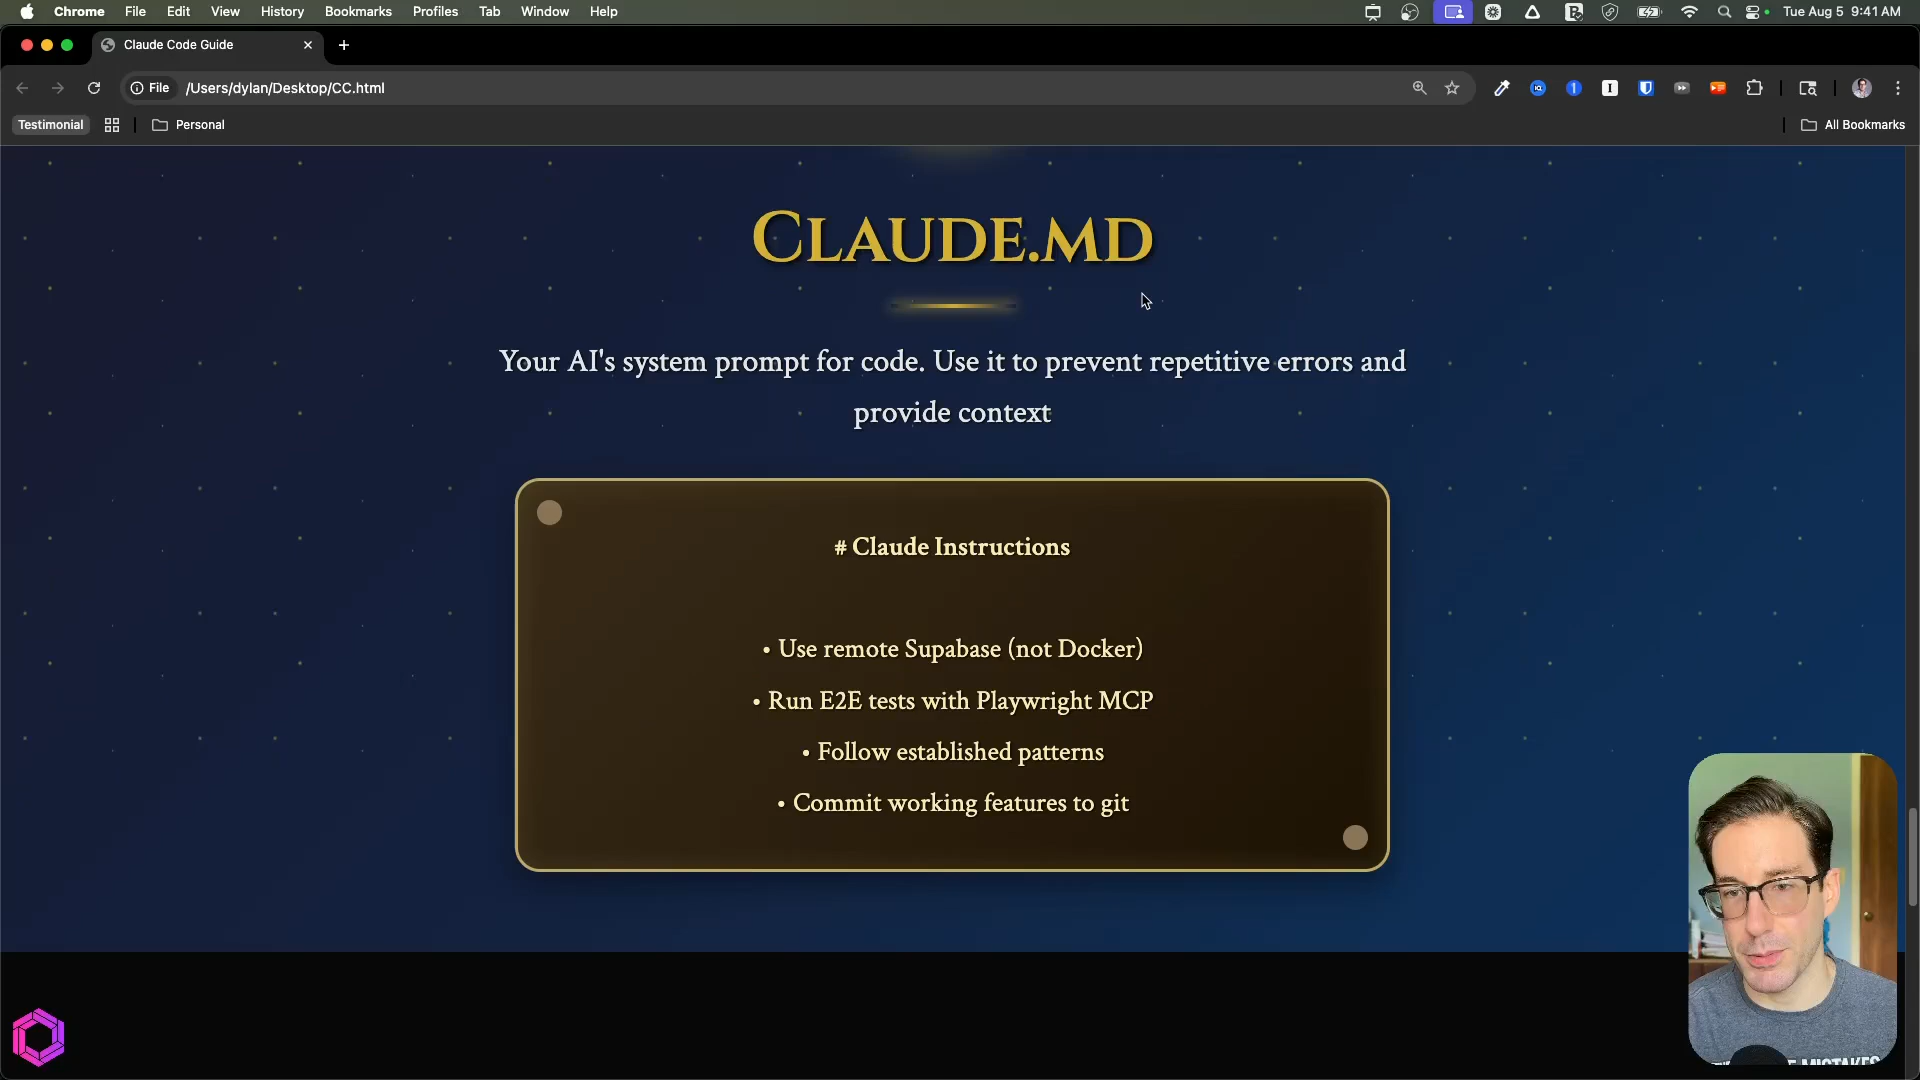 Chrome File Edit View History Bookmarks Profiles Tab Window Help
Tue Aug 5 9:41 AM
Claude Code Guide
File /Users/dylan/Desktop/CC.html
Testimonial
Personal
All Bookmarks
Claude.md
Your AI's system prompt for code. Use it to prevent repetitive errors and
provide context
# Claude Instructions
• Use remote Supabase (not Docker)
• Run E2E tests with Playwright MCP
• Follow established patterns
• Commit working features to git